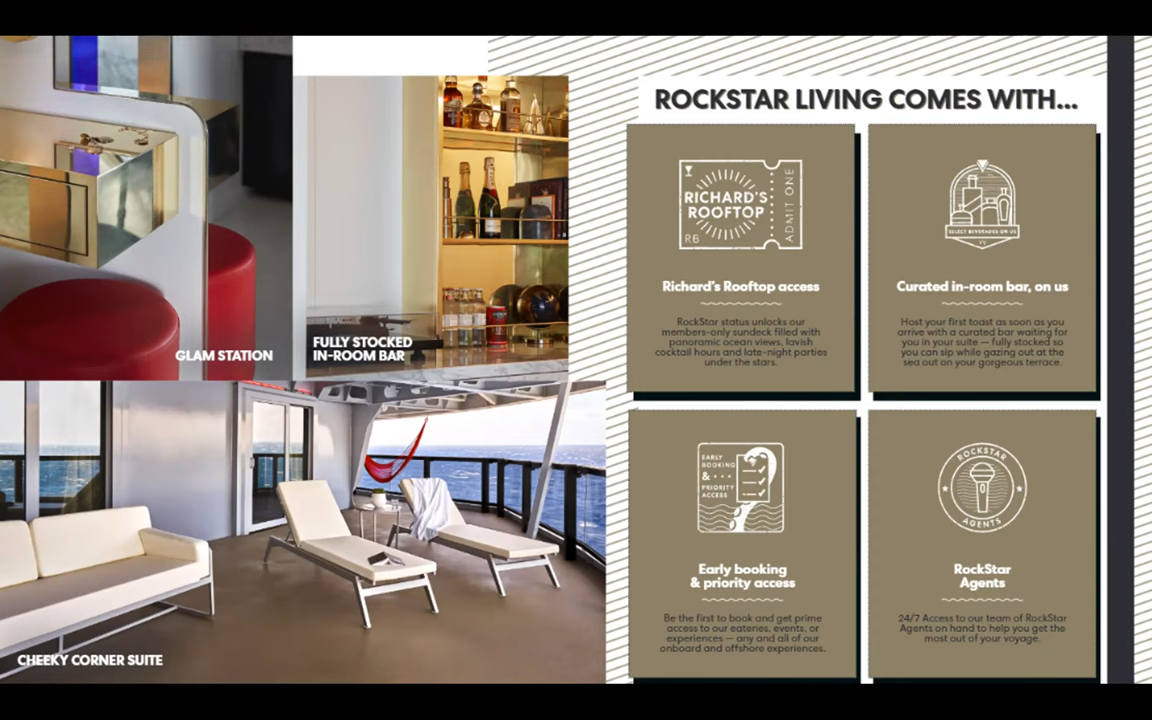 GLAM STATION
FULLY STOCKED
IN-ROOM BAR
CHEEKY CORNER SUITE
ROCKSTAR LIVING COMES WITH...
RICHARD'S
ROOFTOP
R6
ADMIT ONE
Richard's Rooftop access
RockStar status unlocks our
members-only sundeck filled with
panoramic ocean views, lavish
cocktail hours and late-night parties
under the stars.
SELECT BEVERAGES ON US
Curated in-room bar, on us
Host your first toast as soon as you
arrive with a curated bar waiting for
you in your suite — fully stocked so
you can sip while gazing out at the
sea out on your gorgeous terrace.
EARLY
BOOKING
&
PRIORITY
ACCESS
Early booking
& priority access
Be the first to book and get prime
access to our eateries, events, or
experiences — any and all of our
onboard and offshore experiences.
ROCKSTAR
AGENTS
RockStar
Agents
24/7 Access to our team of RockStar
Agents on hand to help you get the
most out of your voyage.